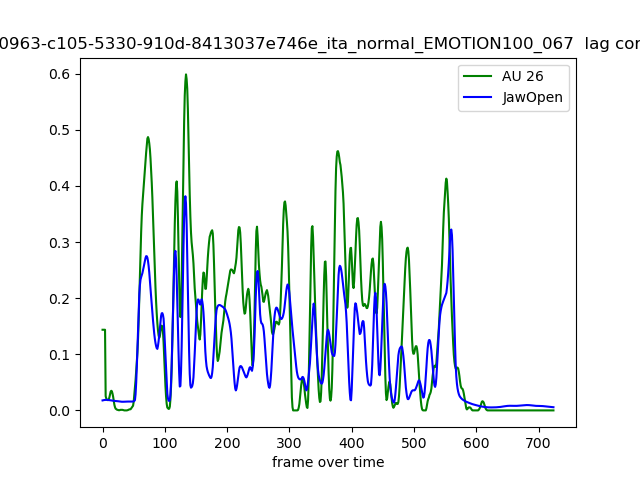 0963-c105-5330-910d-8413037e746e_ita_normal_EMOTION100_067 lag cor
AU 26
JawOpen
0.6
0.5
0.4
0.3
0.2
0.1
0.0
0 100 200 300 400 500 600 700
frame over time